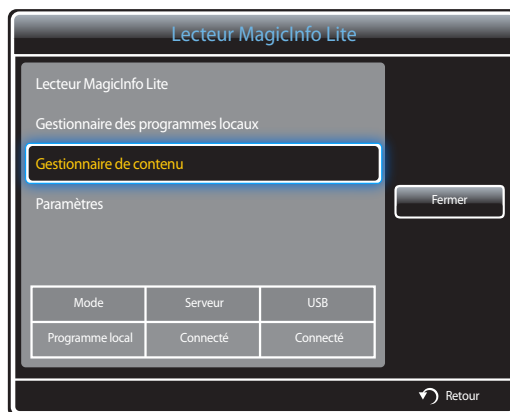 Lecteur MagicInfo Lite
Lecteur MagicInfo Lite
Gestionnaire des programmes locaux
Gestionnaire de contenu
Paramètres
Fermer
Mode Serveur USB
Programme local Connecté Connecté
Retour